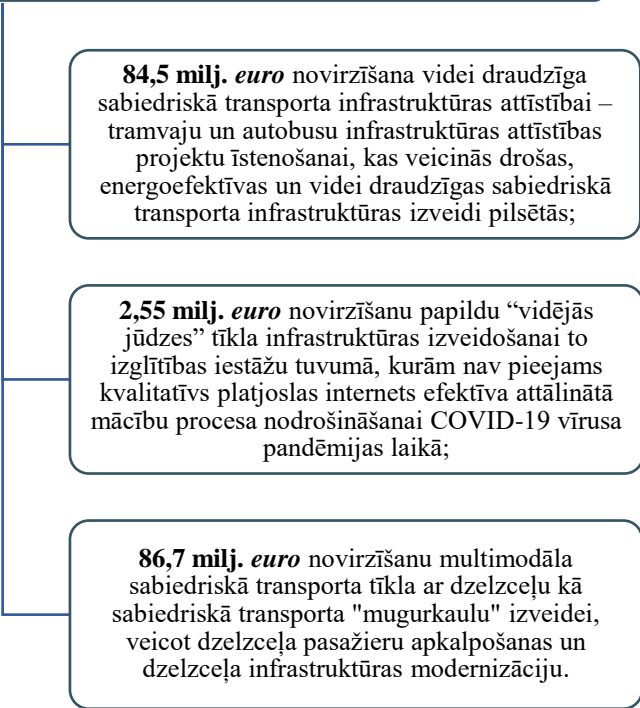 84,5 milj. euro novirzīšana videi draudzīga
sabiedriskā transporta infrastruktūras attīstībai –
tramvaju un autobusu infrastruktūras attīstības
projektu īstenošanai, kas veicinās drošas,
energoefektīvas un videi draudzīgas sabiedriskā
transporta infrastruktūras izveidi pilsētās;
2,55 milj. euro novirzīšanu papildu “vidējās
jūdzes” tīkla infrastruktūras izveidošanai to
izglītības iestāžu tuvumā, kurām nav pieejams
kvalitatīvs platjoslas internets efektīva attālinātā
mācību procesa nodrošināšanai COVID-19 vīrusa
pandēmijas laikā;
86,7 milj. euro novirzīšanu multimodāla
sabiedriskā transporta tīkla ar dzelzceļu kā
sabiedriskā transporta "mugurkaulu" izveidei,
veicot dzelzceļa pasažieru apkalpošanas un
dzelzceļa infrastruktūras modernizāciju.